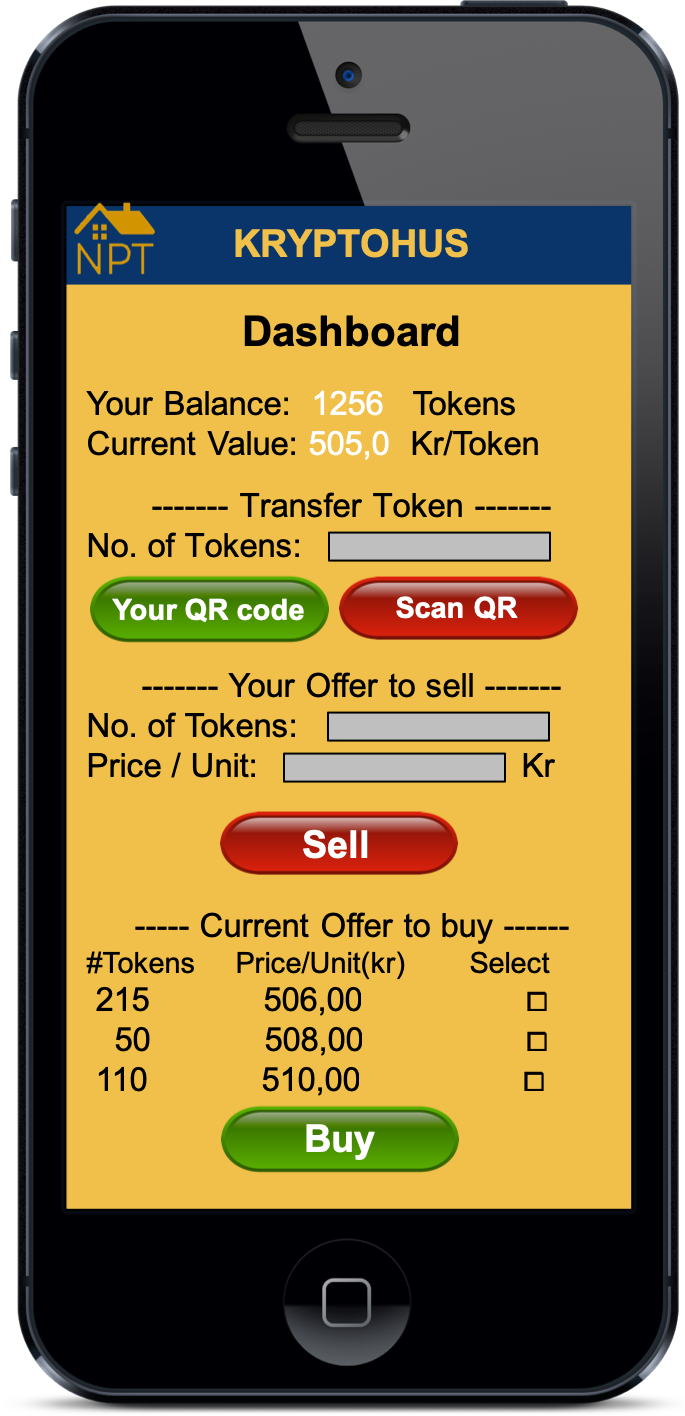 NPT
KRYPTOHUS
Dashboard
Your Balance: 1256 Tokens
Current Value: 505,0 Kr/Token
------- Transfer Token -------
No. of Tokens:
Your QR code Scan QR
------- Your Offer to sell -------
No. of Tokens:
Price / Unit: Kr
Sell
----- Current Offer to buy ------
#Tokens Price/Unit(kr) Select
215 506,00
50 508,00
110 510,00
Buy